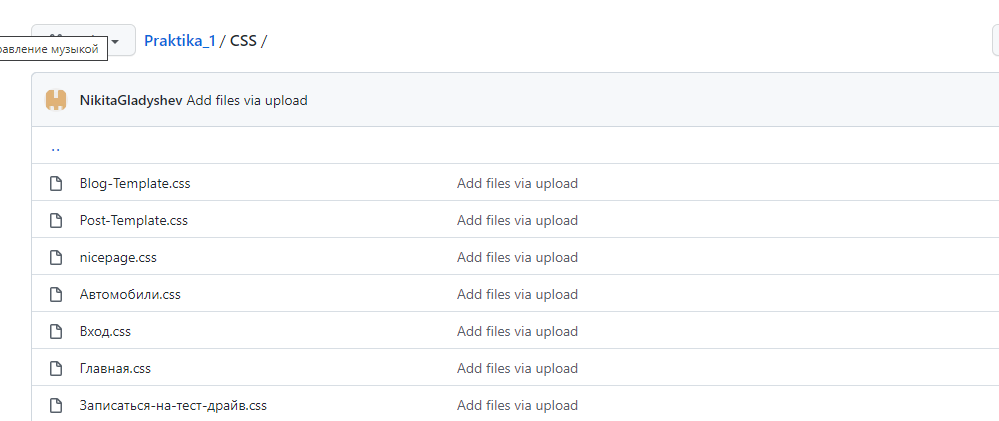 Praktika_1 / CSS /
равление музыкой
NikitaGladyshev Add files via upload
..
Blog-Template.css Add files via upload
Post-Template.css Add files via upload
nicepage.css Add files via upload
Автомобили.css Add files via upload
Вход.css Add files via upload
Главная.css Add files via upload
Записаться-на-тест-драйв.css Add files via upload